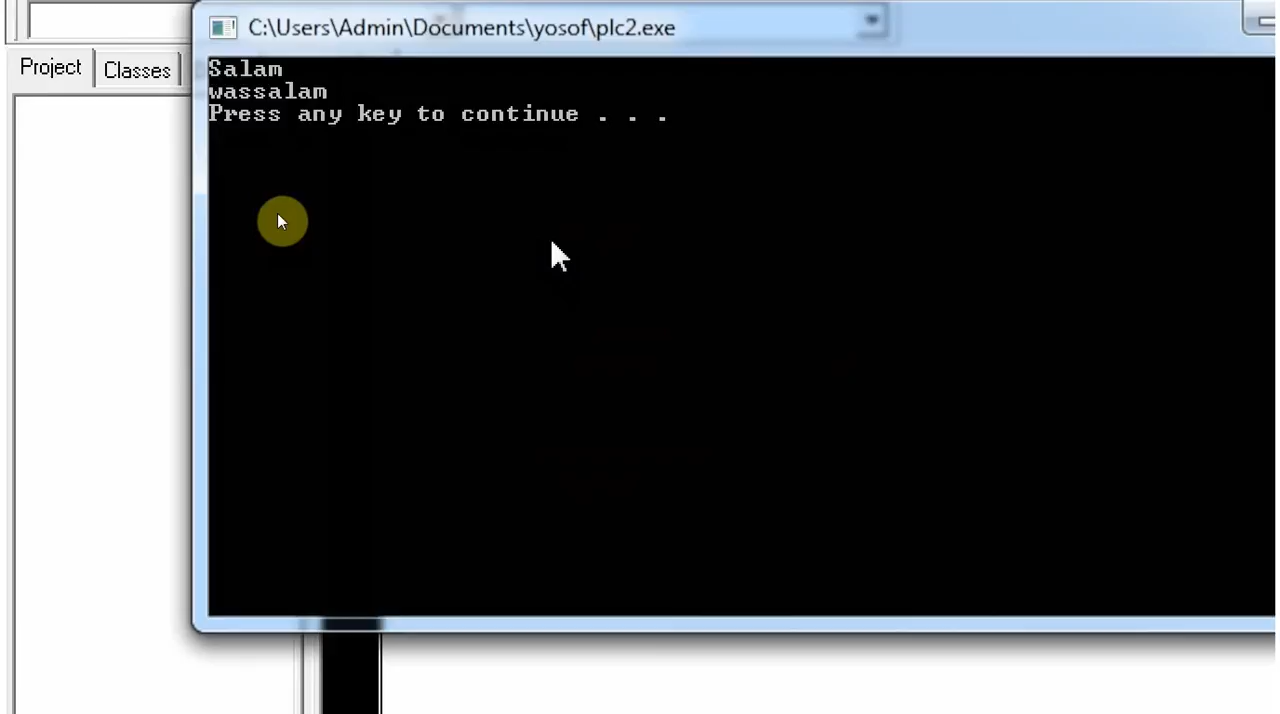 C:\Users\Admin\Documents\yosof\plc2.exe
Project Classes
Salam
wassalam
Press any key to continue . . .